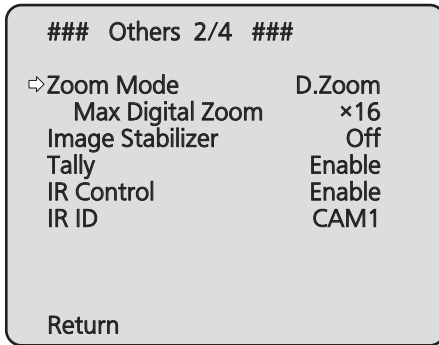 ### Others 2/4 ###
⇨Zoom Mode D.Zoom
Max Digital Zoom ×16
Image Stabilizer Off
Tally Enable
IR Control Enable
IR ID CAM1
Return